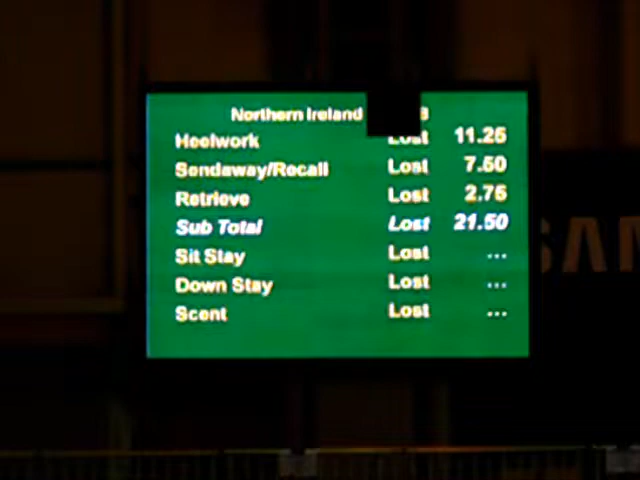 Northern Ireland
Heelwork Lost 11.25
Sendaway/Recall Lost 7.50
Retrieve Lost 2.75
Sub Total Lost 21.50
Sit Stay Lost ...
Down Stay Lost ...
Scent Lost ...